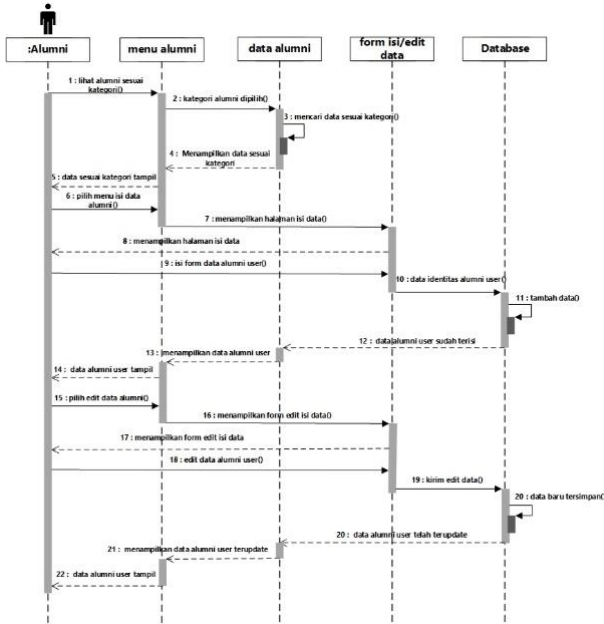 :Alumni
menu alumni
data alumni
form isi/edit
data
Database
1 : lihat alumni sesuai
kategori()
2 : kategori alumni dipilih()
3 : mencari data sesuai kategori()
4 : Menampilkan data sesuai
kategori
5 : data sesuai kategori tampil
6 : pilih menu isi data
alumni()
7 : menampilkan halaman isi data()
8 : menampilkan halaman isi data
9 : isi form data alumni user()
10 : data identitas alumni user()
11 : tambah data()
12 : data alumni user sudah terisi
13 : menampilkan data alumni user
14 : data alumni user tampil
15 : pilih edit data alumni()
16 : menampilkan form edit isi data()
17 : menampilkan form edit isi data
18 : edit data alumni user()
19 : kirim edit data()
20 : data baru tersimpan()
20 : data alumni user telah terupdate
21 : menampilkan data alumni user terupdate
22 : data alumni user tampil